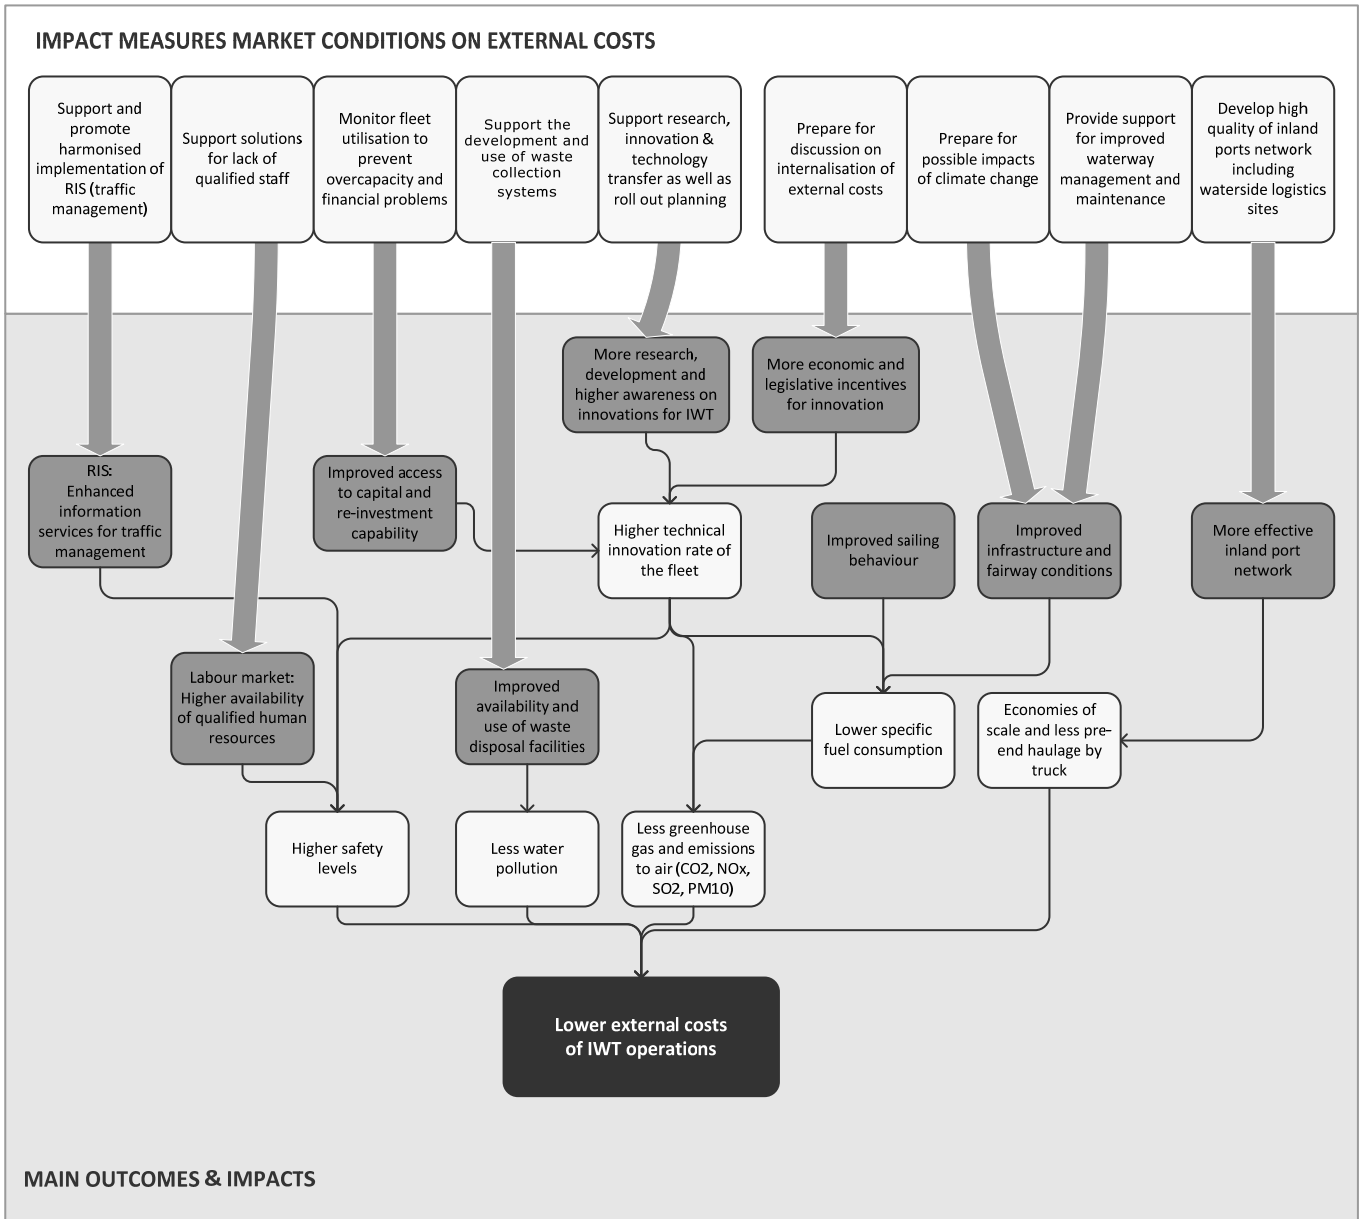 IMPACT MEASURES MARKET CONDITIONS ON EXTERNAL COSTS
Support and
promote
harmonised
implementation of
RIS (traffic
management)
Support solutions
for lack of
qualified staff
Monitor fleet
utilisation to
prevent
overcapacity and
financial problems
Support the
development and
use of waste
collection
systems
Support research,
innovation &
technology
transfer as well as
roll out planning
Prepare for
discussion on
internalisation of
external costs
Prepare for
possible impacts
of climate change
Provide support
for improved
waterway
management and
maintenance
Develop high
quality of inland
ports network
including
waterside logistics
sites
More research,
development and
higher awareness on
innovations for IWT
More economic and
legislative incentives
for innovation
RIS:
Enhanced
information
services for traffic
management
Improved access
to capital and
re-investment
capability
Higher technical
innovation rate of
the fleet
Improved sailing
behaviour
Improved
infrastructure and
fairway conditions
More effective
inland port
network
Labour market:
Higher availability
of qualified human
resources
Improved
availability and
use of waste
disposal facilities
Lower specific
fuel consumption
Economies of
scale and less pre-
end haulage by
truck
Higher safety
levels
Less water
pollution
Less greenhouse
gas and emissions
to air (CO2, NOx,
SO2, PM10)
Lower external costs
of IWT operations
MAIN OUTCOMES & IMPACTS